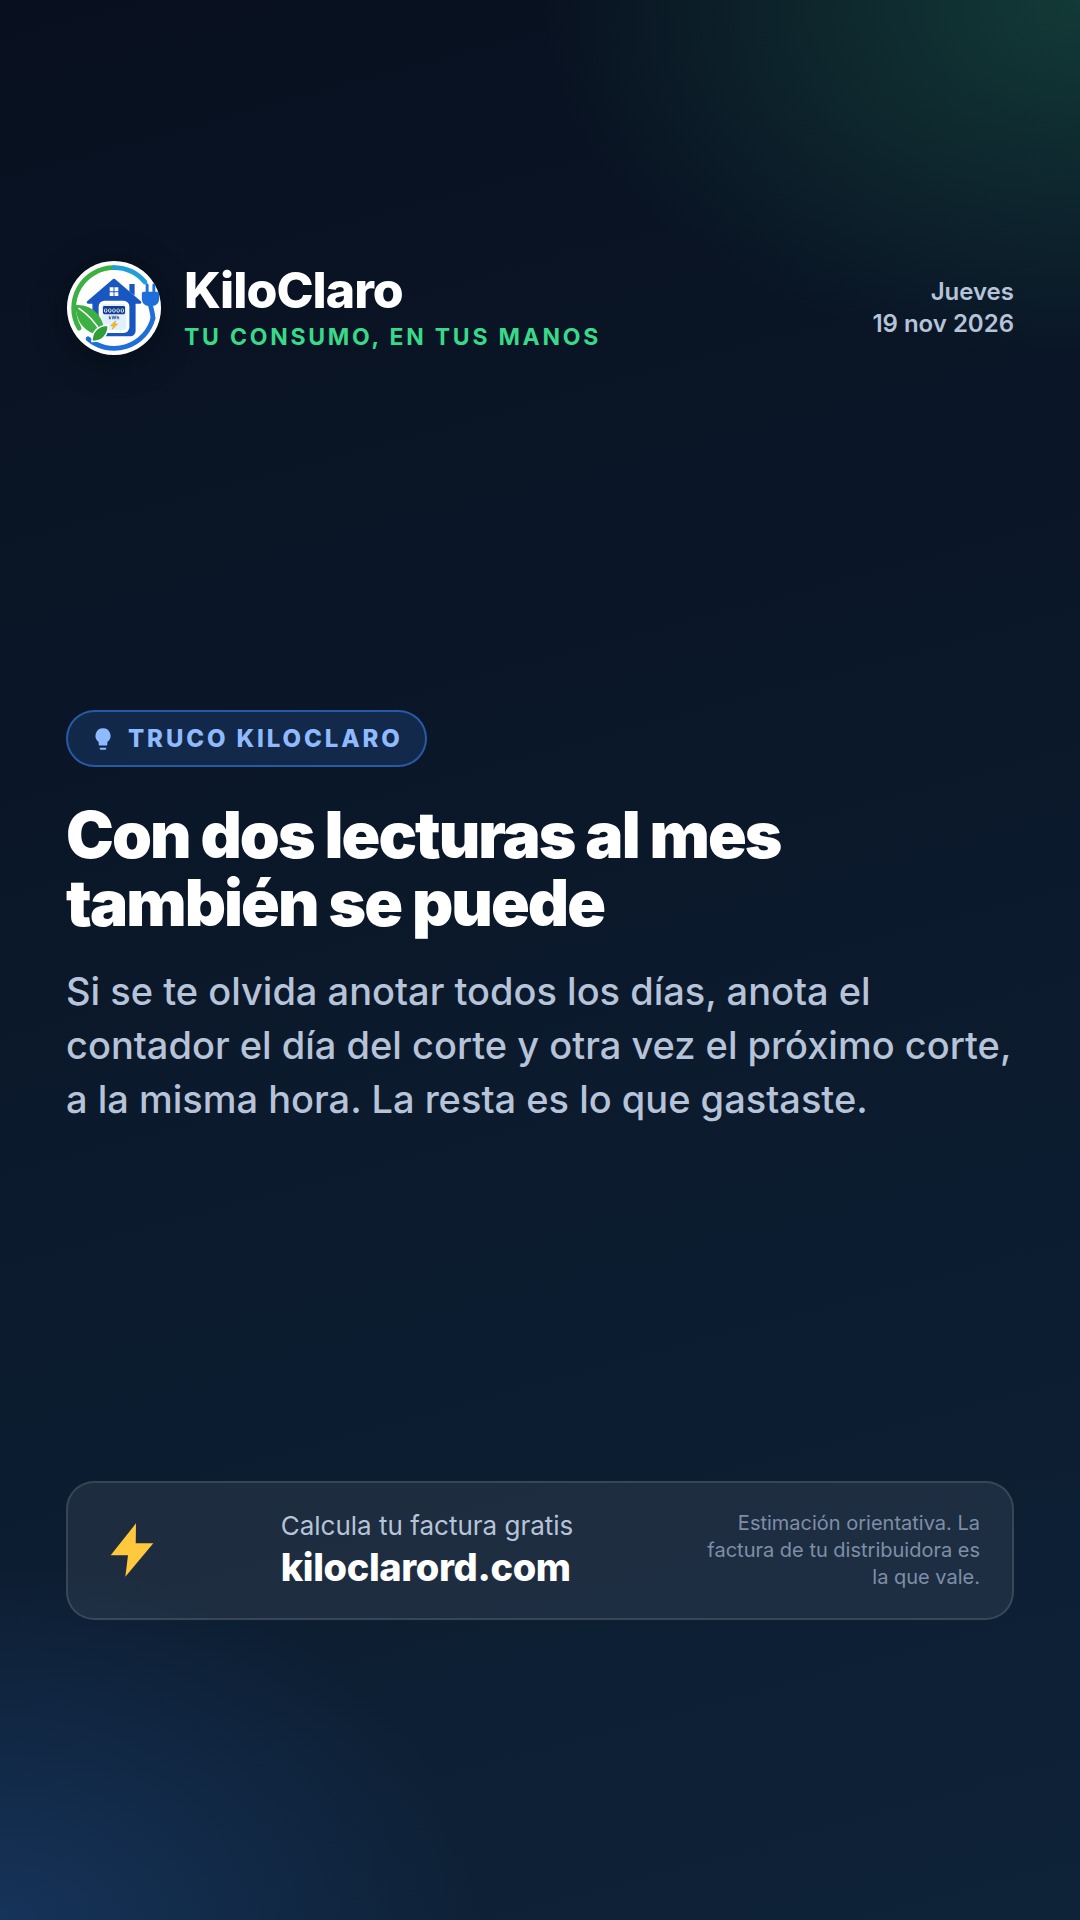 KiloClaro
TU CONSUMO, EN TUS MANOS
Jueves
19 nov 2026
TRUCO KILOCLARO
Con dos lecturas al mes
también se puede
Si se te olvida anotar todos los días, anota el
contador el día del corte y otra vez el próximo corte,
a la misma hora. La resta es lo que gastaste.
Calcula tu factura gratis
kiloclarord.com
Estimación orientativa. La
factura de tu distribuidora es
la que vale.